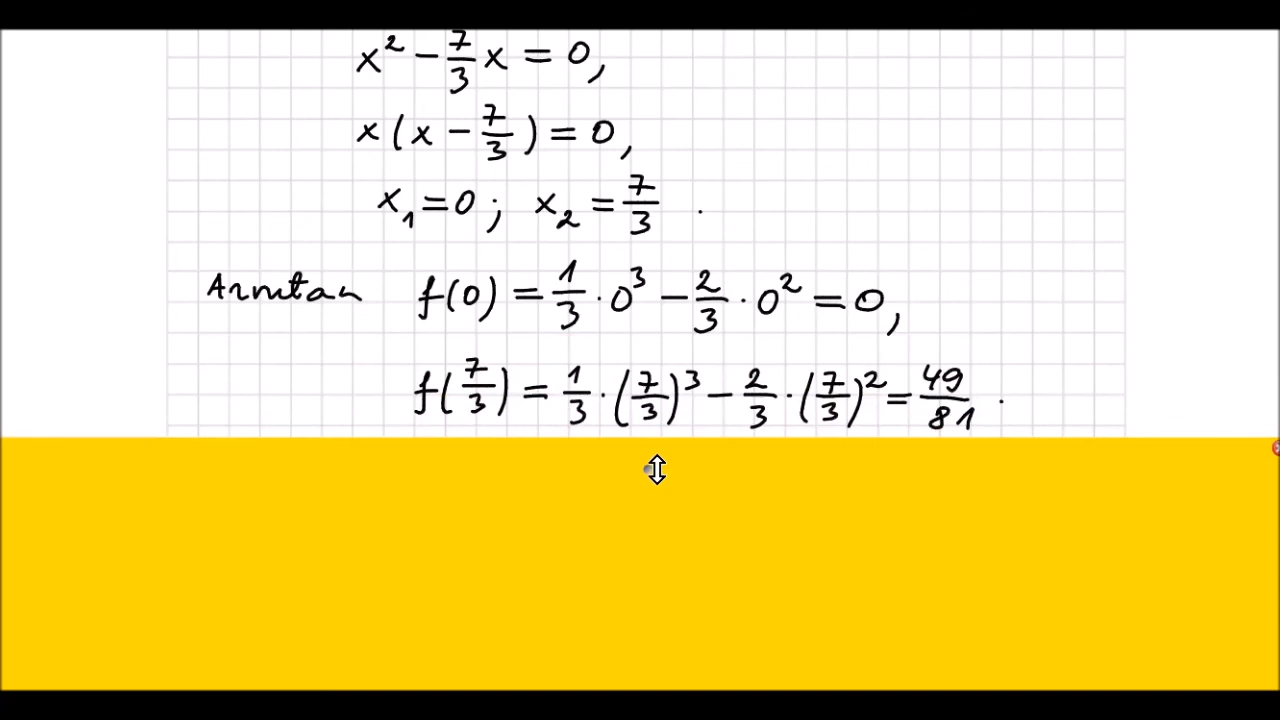 x² − 7/3 x = 0,
x(x − 7/3) = 0,
x₁ = 0; x₂ = 7/3 .
Arvutan f(0) = 1/3 · 0³ − 2/3 · 0² = 0,
f(7/3) = 1/3 · (7/3)³ − 2/3 · (7/3)² = 49/81 .